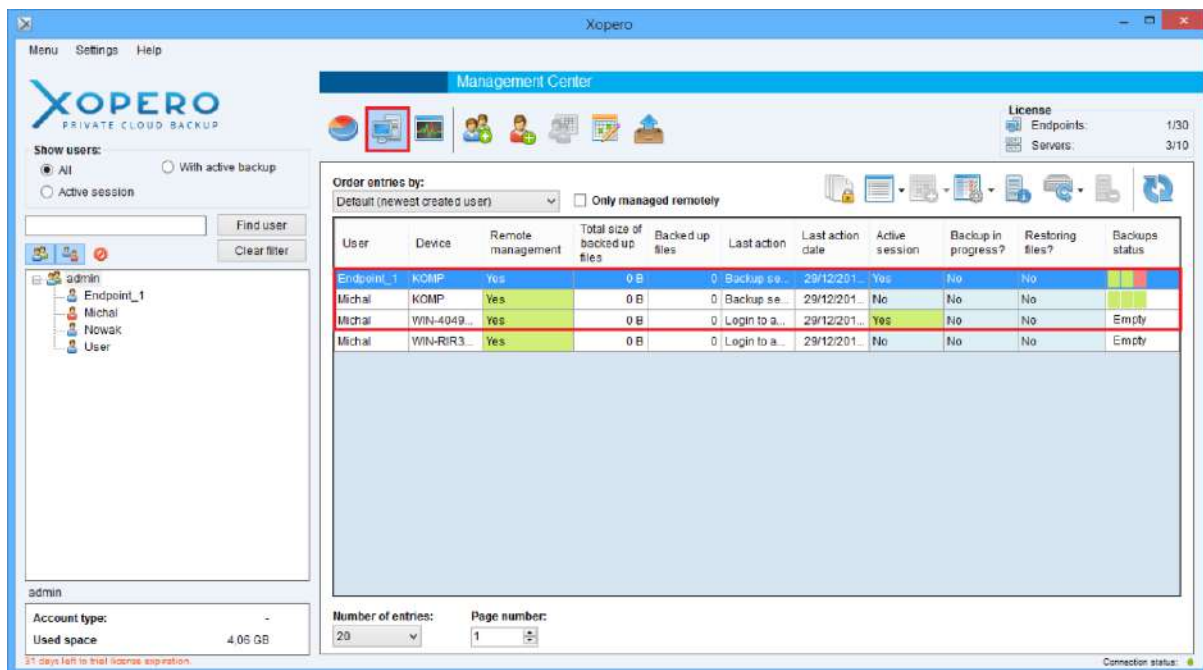 Xopero
Menu Settings Help
XOPERO
PRIVATE CLOUD BACKUP
Show users:
All With active backup
Active session
Find user
Clear filter
admin
Endpoint_1
Michal
Nowak
User
admin
Account type: -
Used space 4,06 GB
31 days left to trial license expiration.
Management Center
License
Endpoints: 1/30
Servers: 3/10
Order entries by:
Default (newest created user) Only managed remotely
User Device Remote management Total size of backed up files Backed up files Last action Last action date Active session Backup in progress? Restoring files? Backups status
Endpoint_1 KOMP Yes 0 B 0 Backup se... 29/12/201... Yes No No
Michal KOMP Yes 0 B 0 Backup se... 29/12/201... No No No
Michal WIN-4049... Yes 0 B 0 Login to a... 29/12/201... Yes No No Empty
Michal WIN-RIR3... Yes 0 B 0 Login to a... 29/12/201... No No No Empty
Number of entries: Page number:
20 1
Connection status: